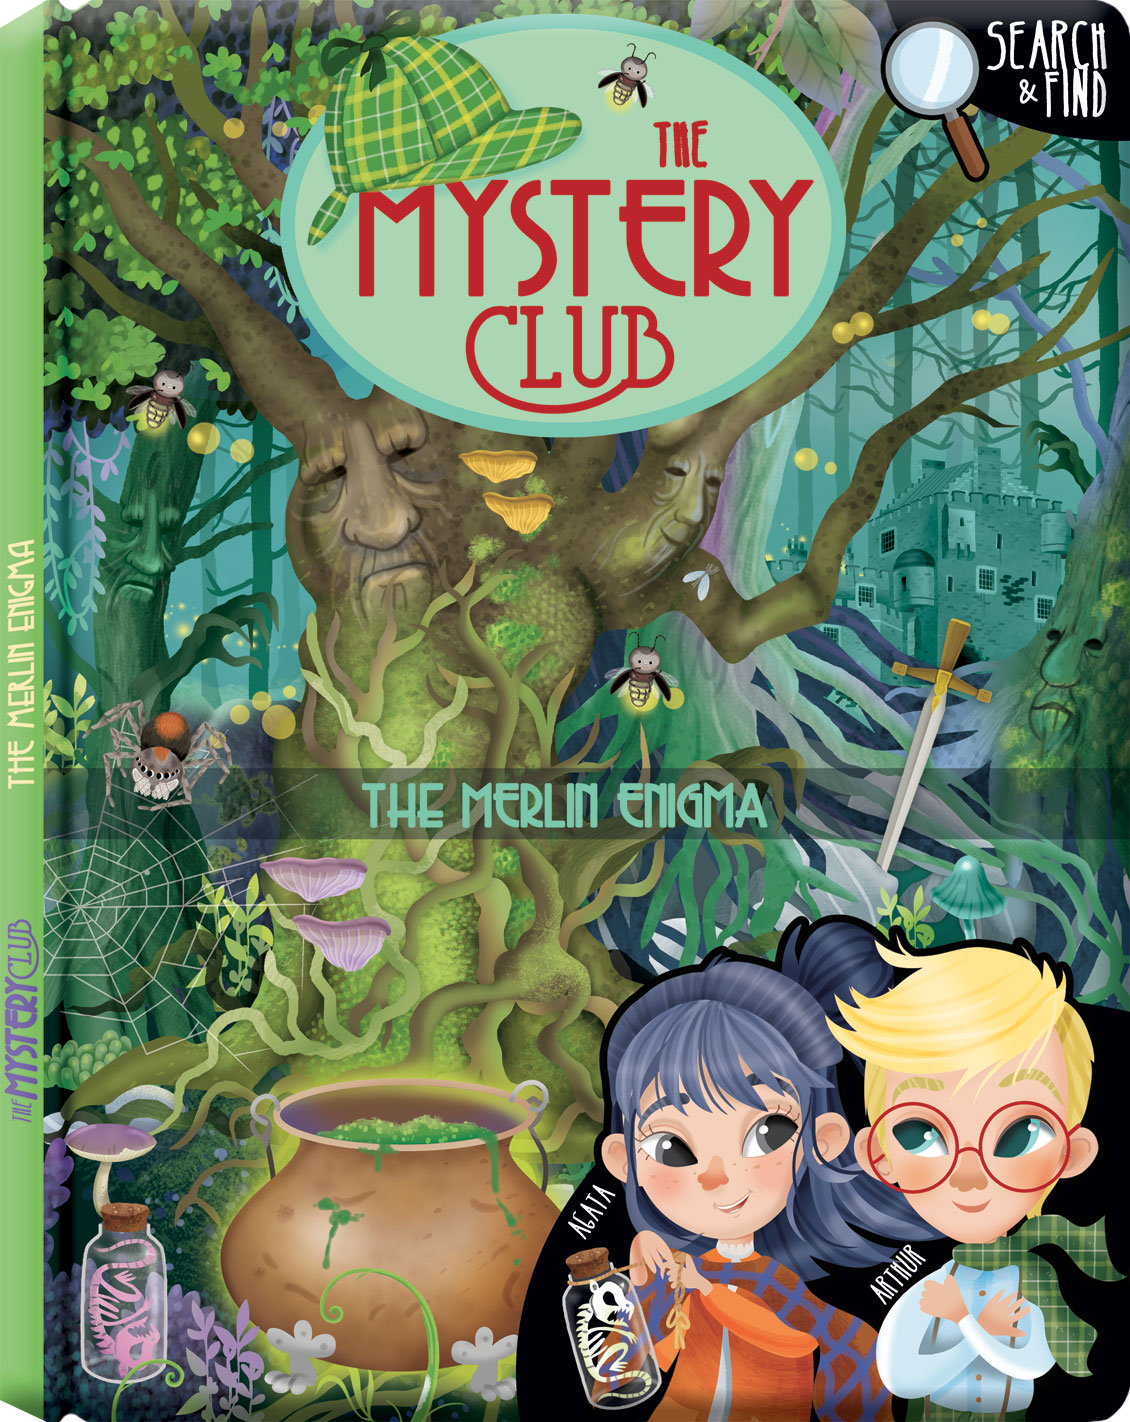 SEARCH
& FIND
THE
MYSTERY
CLUB
THE MERLIN ENIGMA
AGATA
ARTHUR
THE MERLIN ENIGMA
THE MYSTERY CLUB